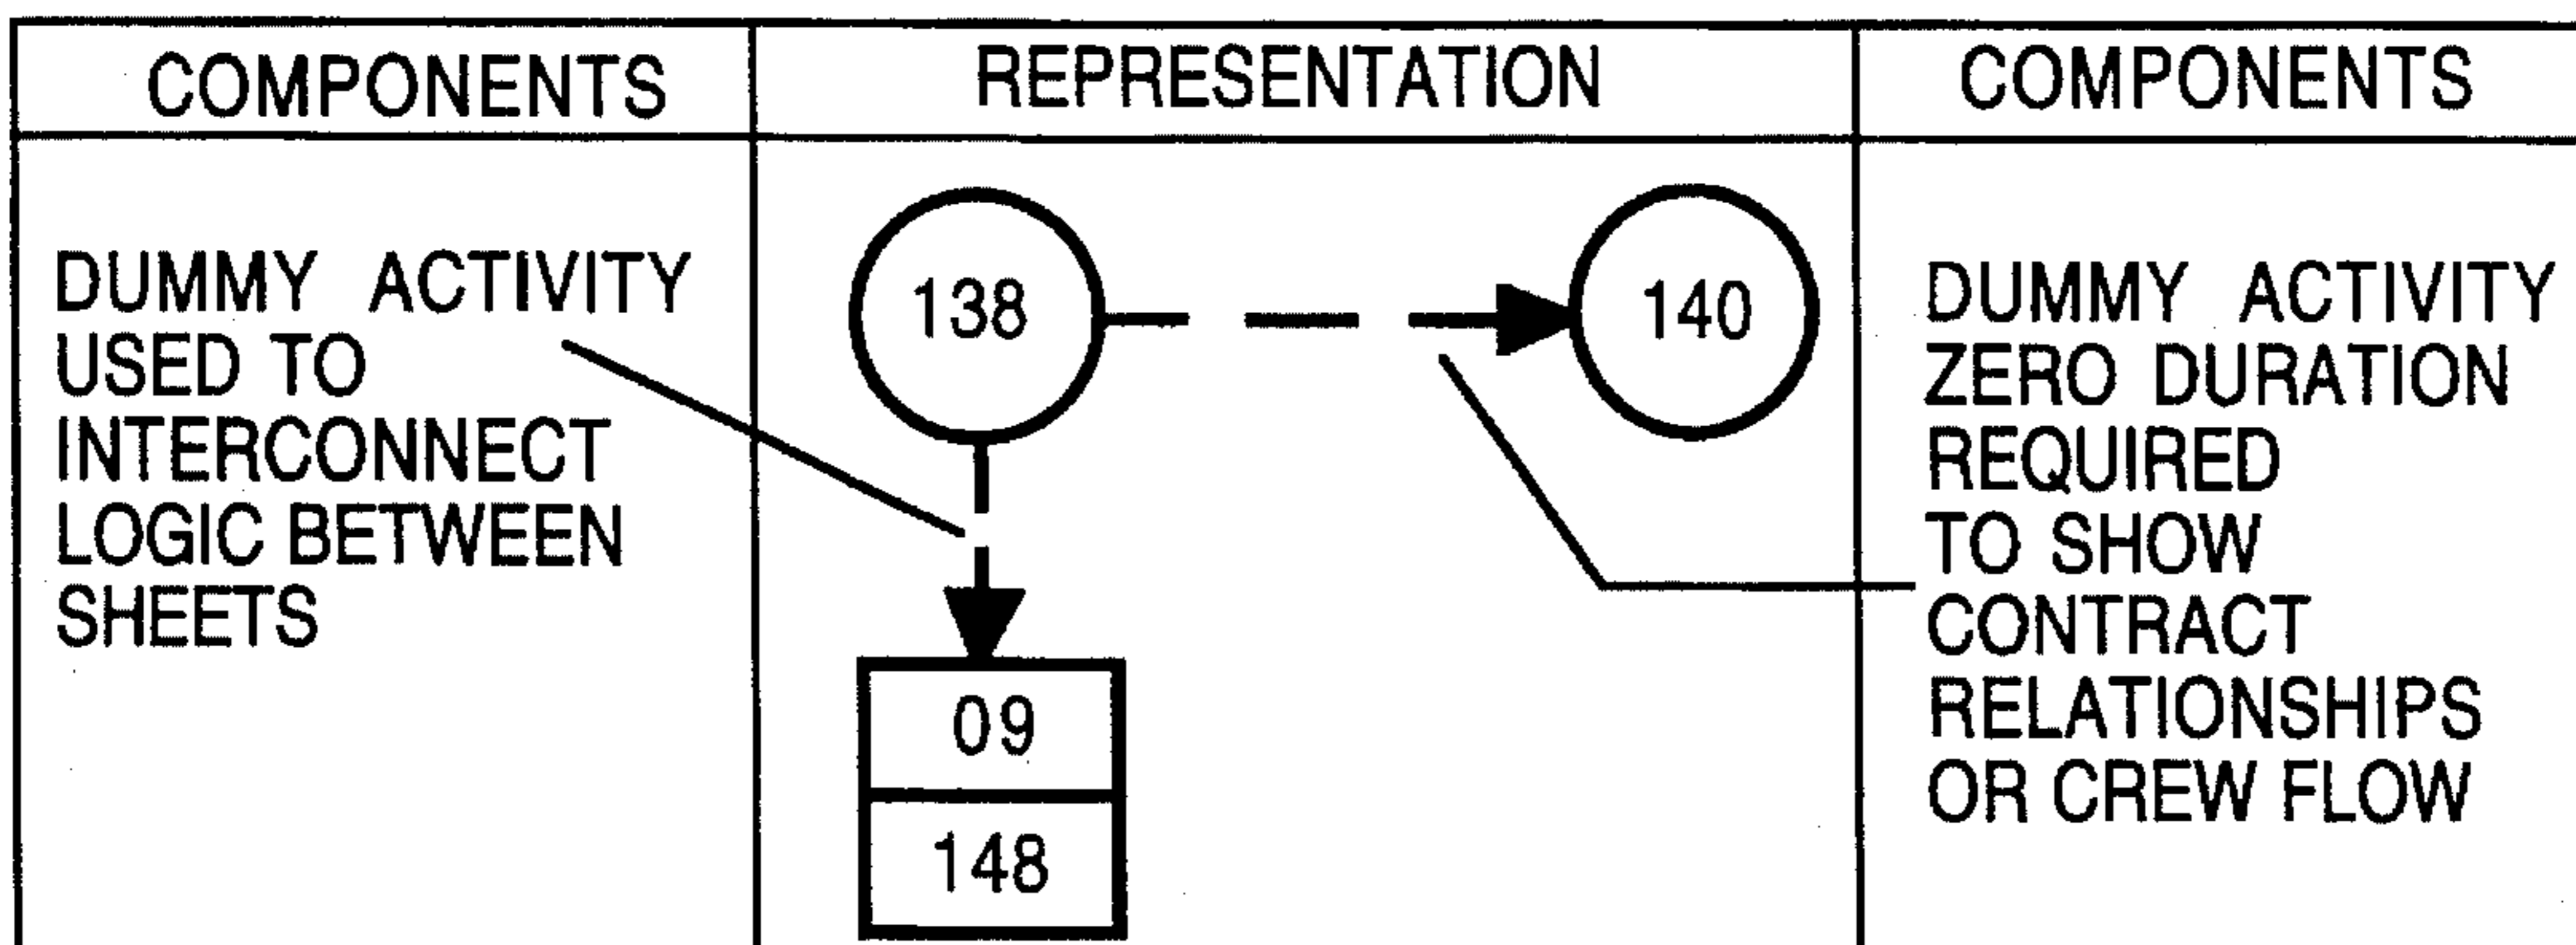 COMPONENTS
REPRESENTATION
COMPONENTS
DUMMY ACTIVITY
USED TO
INTERCONNECT
LOGIC BETWEEN
SHEETS
138
140
09
148
DUMMY ACTIVITY
ZERO DURATION
REQUIRED
TO SHOW
CONTRACT
RELATIONSHIPS
OR CREW FLOW